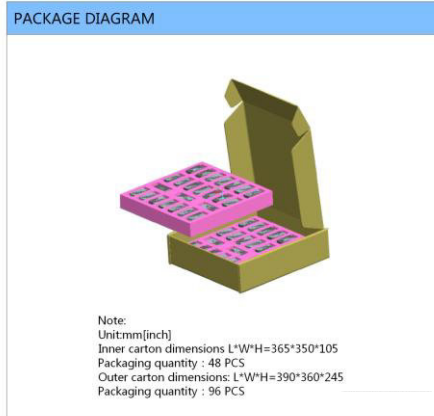 PACKAGE DIAGRAM
Note:
Unit:mm[inch]
Inner carton dimensions L*W*H=365*350*105
Packaging quantity : 48 PCS
Outer carton dimensions: L*W*H=390*360*245
Packaging quantity : 96 PCS